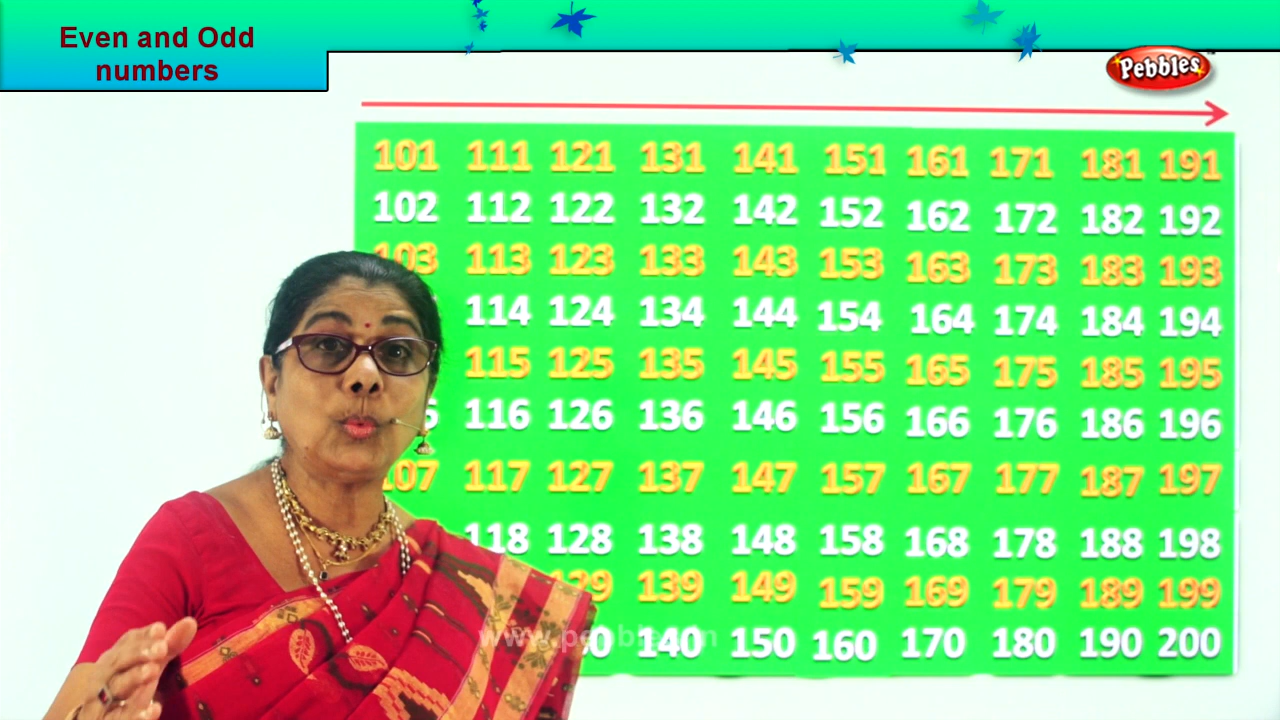 Even and Odd
numbers
Pebbles
101 111 121 131 141 151 161 171 181 191
102 112 122 132 142 152 162 172 182 192
103 113 123 133 143 153 163 173 183 193
114 124 134 144 154 164 174 184 194
115 125 135 145 155 165 175 185 195
116 126 136 146 156 166 176 186 196
107 117 127 137 147 157 167 177 187 197
118 128 138 148 158 168 178 188 198
129 139 149 159 169 179 189 199
140 150 160 170 180 190 200